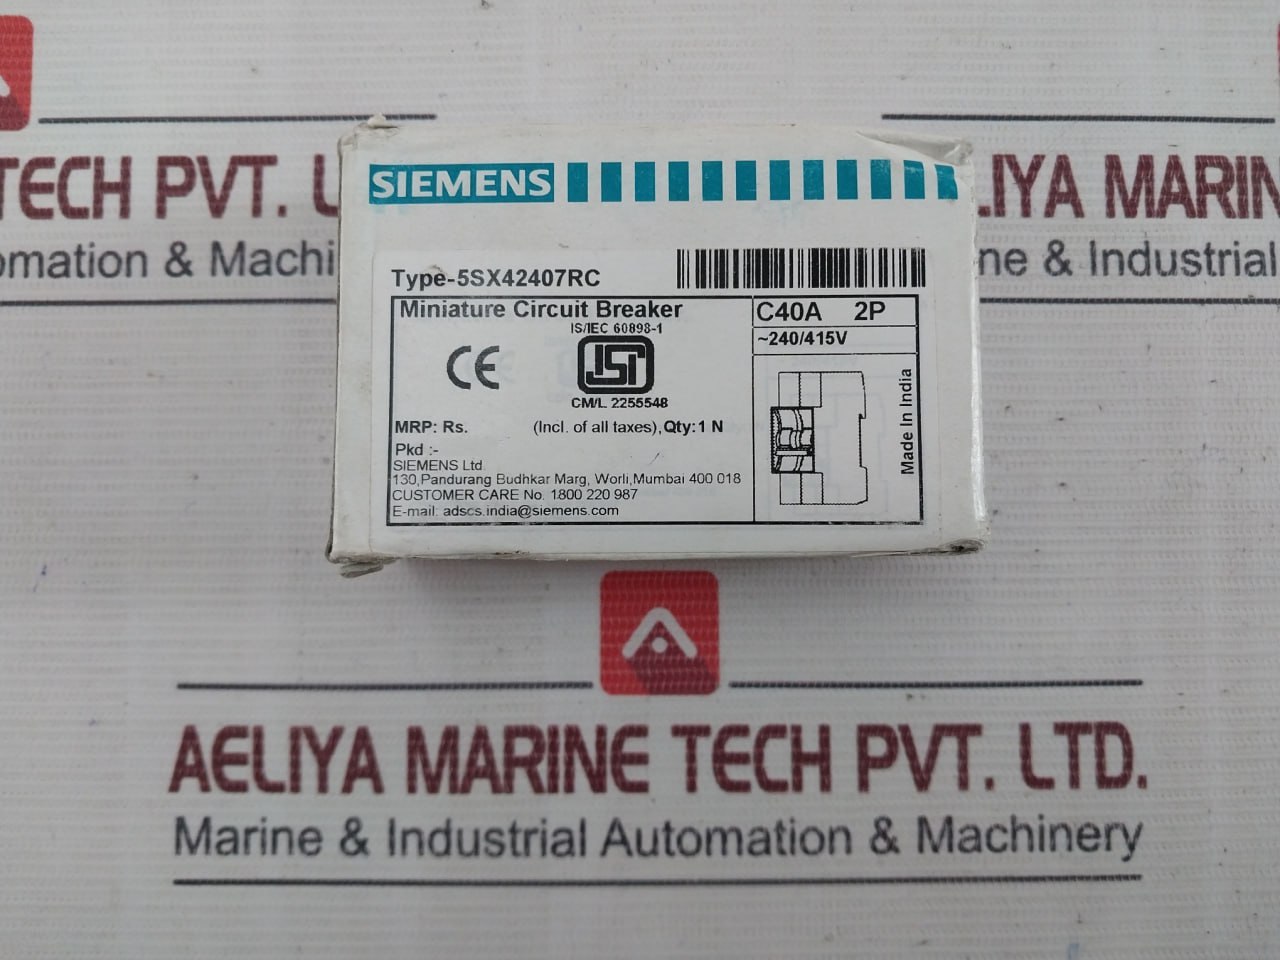 TECH PVT. L
omation & Machi
LIYA MARIN
ne & Industrial
SIEMENS
Type-5SX42407RC
Miniature Circuit Breaker
IS/IEC 60898-1
CE
ISI
CM/L 2255548
MRP: Rs. (Incl. of all taxes), Qty:1 N
Pkd :-
SIEMENS Ltd
130,Pandurang Budhkar Marg, Worli,Mumbai 400 018
CUSTOMER CARE No. 1800 220 987
E-mail: adscs.india@siemens.com
C40A 2P
~240/415V
Made In India
AELIYA MARINE TECH PVT. LTD.
Marine & Industrial Automation & Machinery